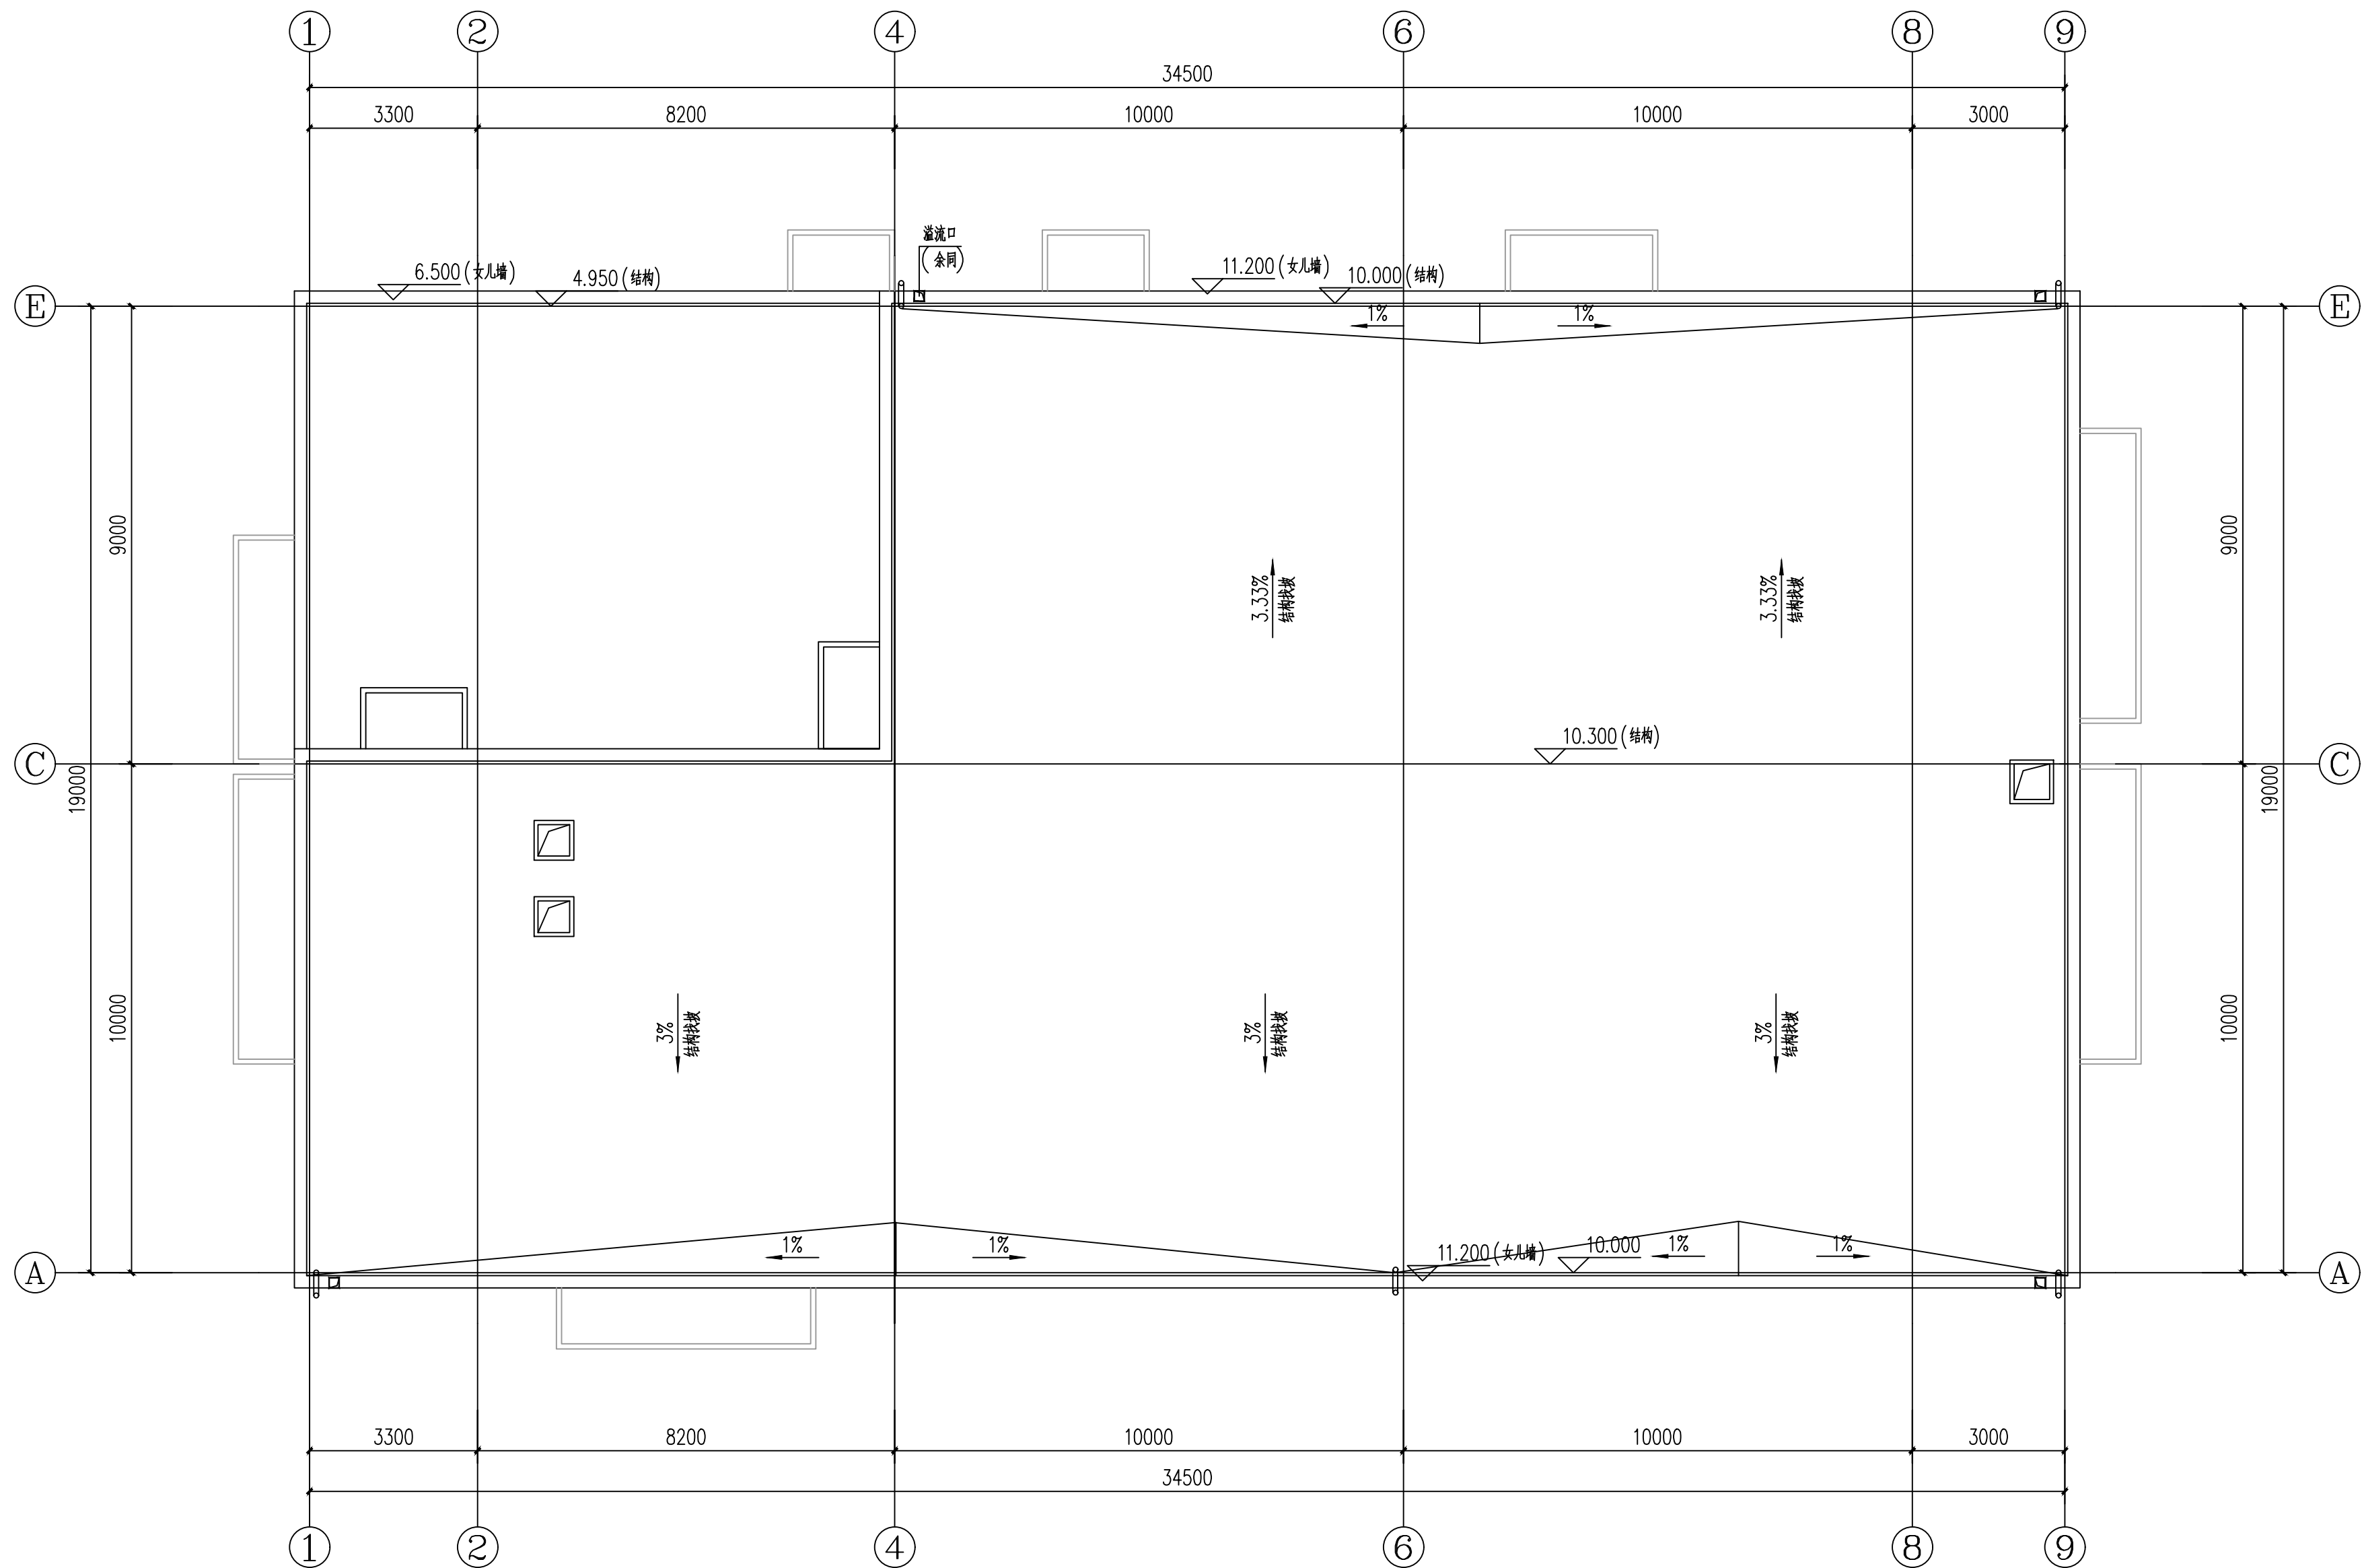 1 2 4 6 8 9
34500
3300 8200 10000 10000 3000
溢流口
(余同)
6.500(女儿墙) 4.950(结构) 11.200(女儿墙) 10.000(结构)
E E
1% 1%
9000 9000
3.33% 3.33%
结构找坡 结构找坡
10.300(结构)
C C
19000 19000
10000 10000
3% 3% 3%
结构找坡 结构找坡 结构找坡
1% 1% 11.200(女儿墙) 10.000 1% 1%
A A
3300 8200 10000 10000 3000
34500
1 2 4 6 8 9